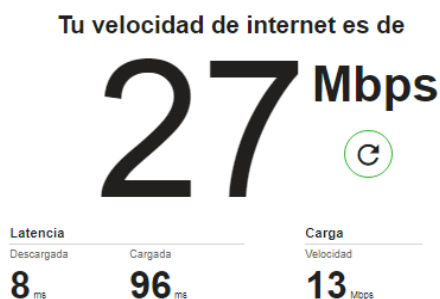 Tu velocidad de internet es de
27 Mbps
Latencia
Descargada Cargada
8 ms 96 ms
Carga
Velocidad
13 Mbps